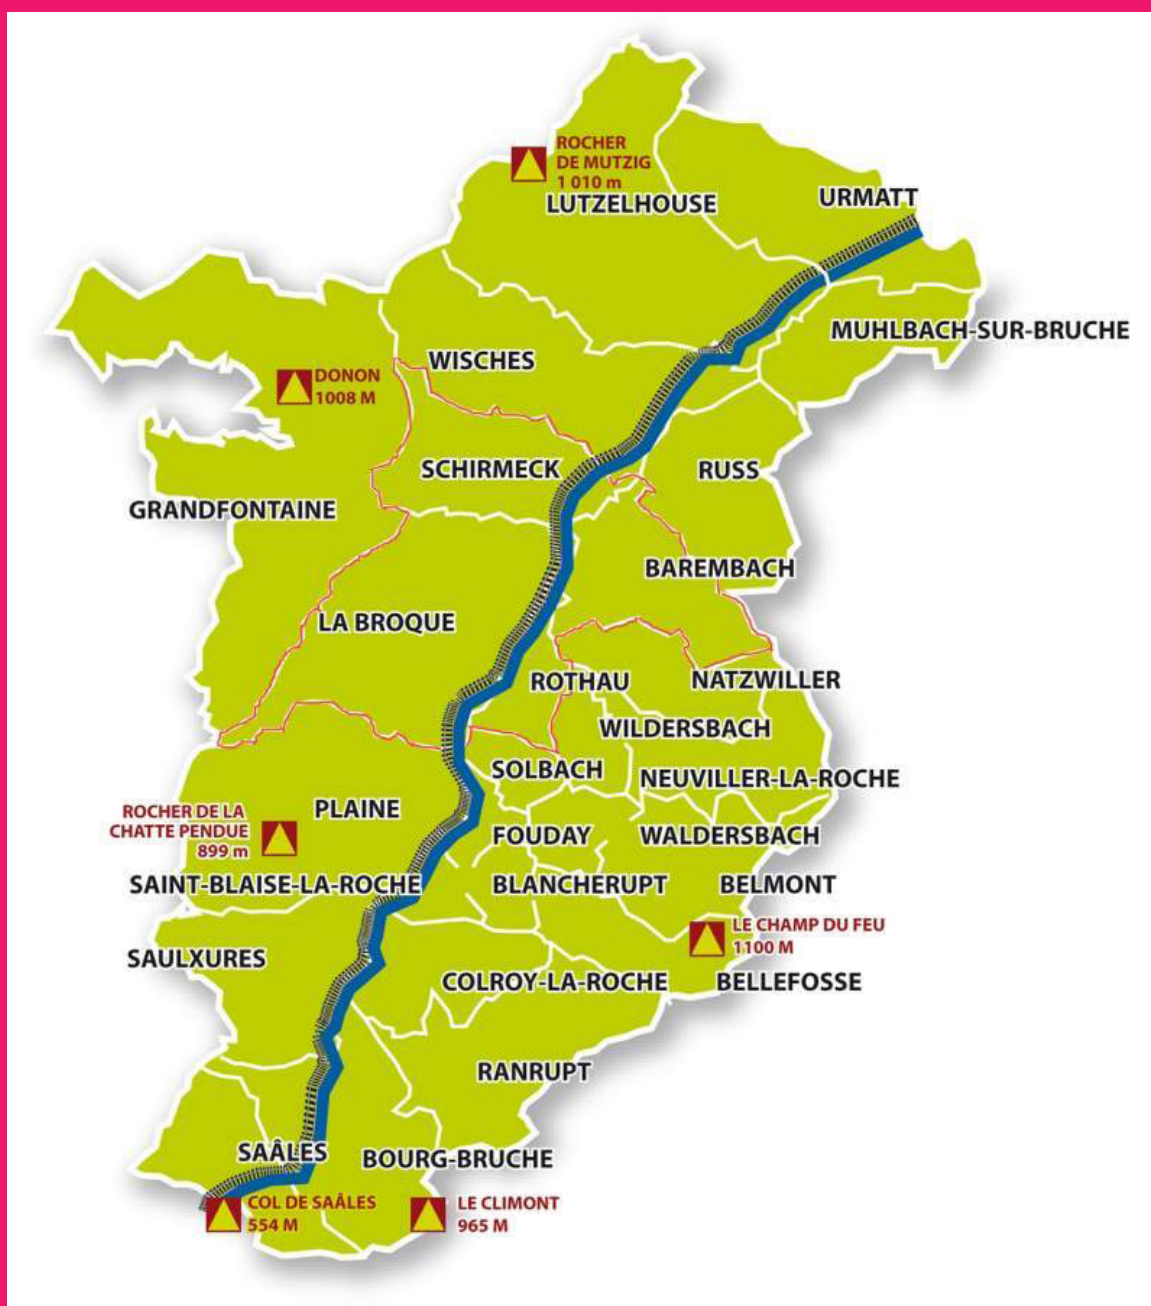 ROCHER
DE MUTZIG
1 010 m
LUTZELHOUSE
URMATT
MUHLBACH-SUR-BRUCHE
WISCHES
DONON
1008 M
SCHIRMECK
RUSS
GRANDFONTAINE
BAREMBACH
LA BROQUE
ROTHAU
NATZWILLER
WILDERSBACH
SOLBACH
NEUVILLER-LA-ROCHE
ROCHER DE LA
CHATTE PENDUE
899 m
PLAINE
FOUDAY
WALDERSBACH
SAINT-BLAISE-LA-ROCHE
BLANCHERUPT
BELMONT
LE CHAMP DU FEU
1100 M
SAULXURES
COLROY-LA-ROCHE
BELLEFOSSE
RANRUPT
SAÂLES
BOURG-BRUCHE
COL DE SAÂLES
554 M
LE CLIMONT
965 M